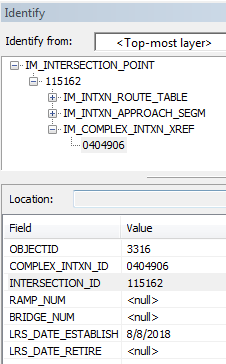 Identify
Identify from: <Top-most layer>
IM_INTERSECTION_POINT
115162
IM_INTXN_ROUTE_TABLE
IM_INTXN_APPROACH_SEGM
IM_COMPLEX_INTXN_XREF
0404906
Location:
Field Value
OBJECTID 3316
COMPLEX_INTXN_ID 0404906
INTERSECTION_ID 115162
RAMP_NUM <null>
BRIDGE_NUM <null>
LRS_DATE_ESTABLISH 8/8/2018
LRS_DATE_RETIRE <null>